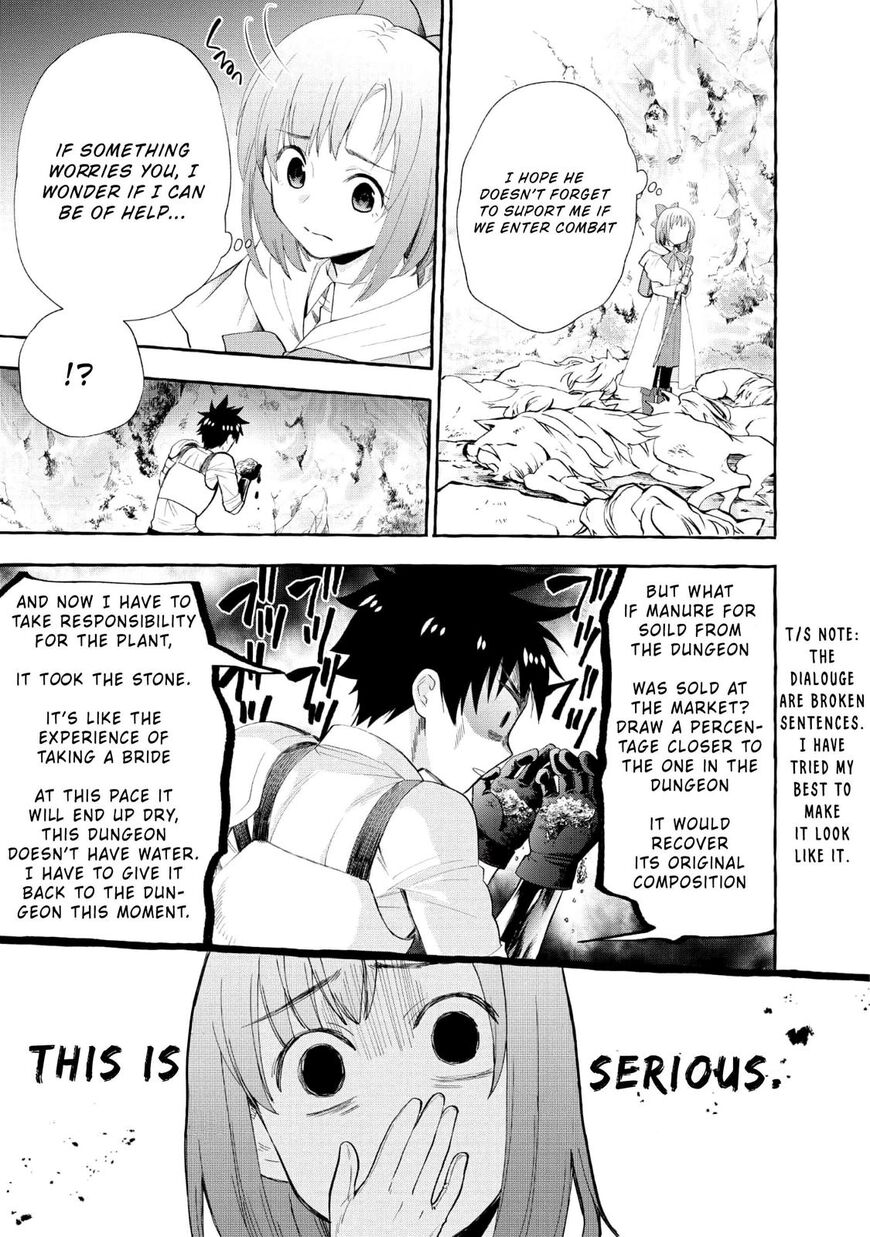 I HOPE HE
DOESN'T FORGET
TO SUPORT ME IF
WE ENTER COMBAT
IF SOMETHING
WORRIES YOU, I
WONDER IF I CAN
BE OF HELP...
!?
T/S NOTE:
THE
DIALOUGE
ARE BROKEN
SENTENCES.
I HAVE
TRIED MY
BEST TO
MAKE
IT LOOK
LIKE IT.
BUT WHAT
IF MANURE FOR
SOILD FROM
THE DUNGEON
WAS SOLD AT
THE MARKET?
DRAW A PERCEN-
TAGE CLOSER TO
THE ONE IN THE
DUNGEON
IT WOULD
RECOVER
ITS ORIGINAL
COMPOSITION
AND NOW I HAVE TO
TAKE RESPONSIBILITY
FOR THE PLANT,
IT TOOK THE STONE.
IT'S LIKE THE
EXPERIENCE OF
TAKING A BRIDE
AT THIS PACE IT
WILL END UP DRY,
THIS DUNGEON
DOESN'T HAVE WATER.
I HAVE TO GIVE IT
BACK TO THE DUN-
GEON THIS MOMENT.
THIS IS
SERIOUS.